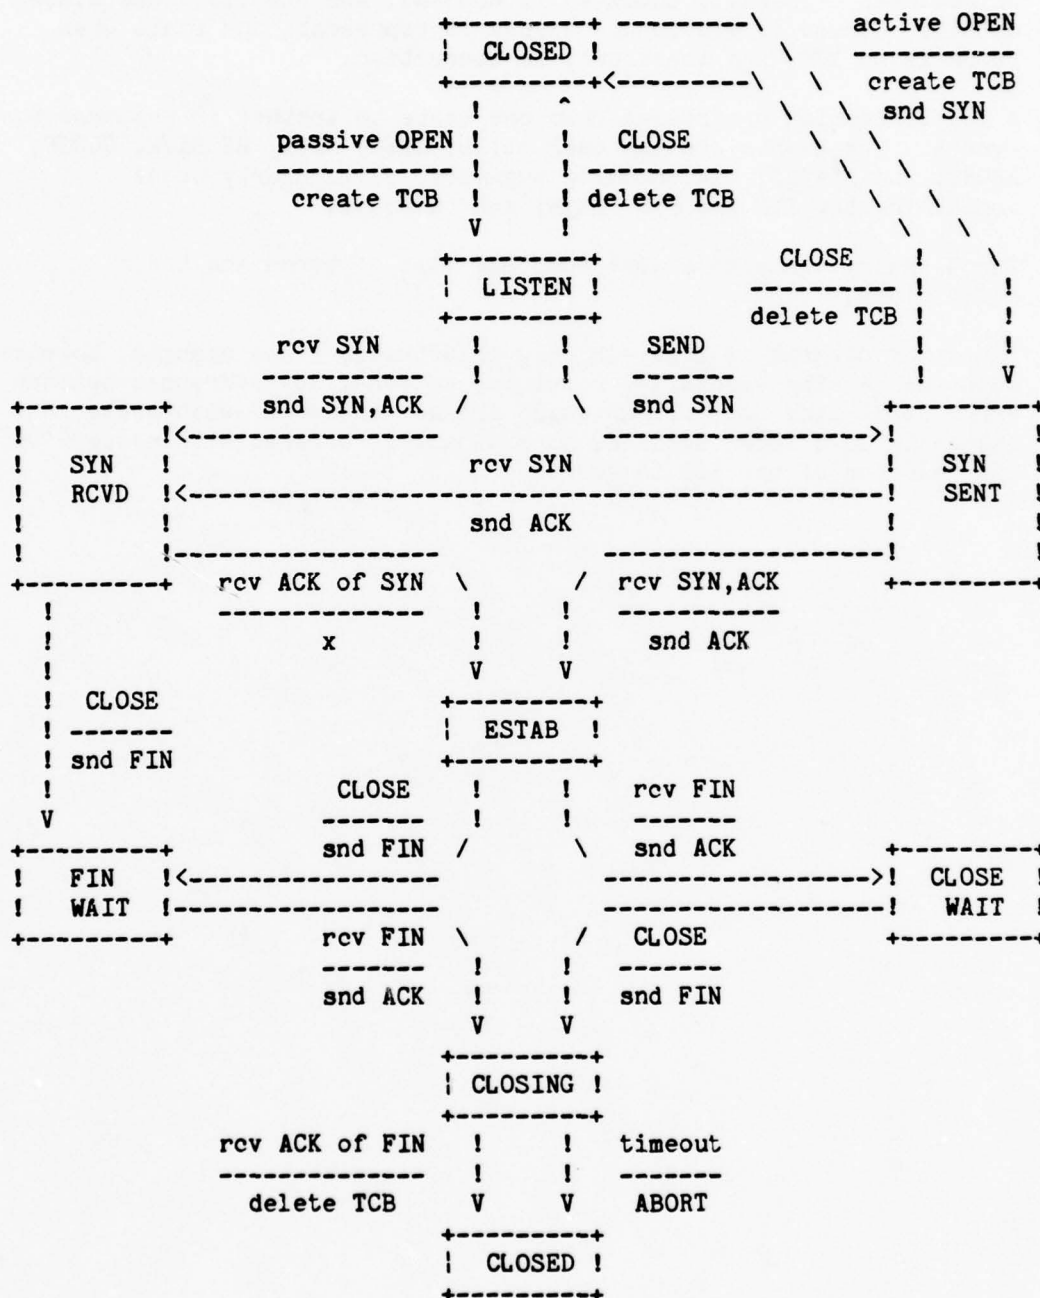 active OPEN
CLOSED
create TCB
snd SYN
passive OPEN CLOSE
create TCB delete TCB
CLOSE
LISTEN
delete TCB
rcv SYN SEND
snd SYN,ACK snd SYN
SYN rcv SYN SYN
RCVD SENT
snd ACK
rcv ACK of SYN rcv SYN,ACK
x snd ACK
CLOSE ESTAB
snd FIN
CLOSE rcv FIN
snd FIN snd ACK
FIN CLOSE
WAIT WAIT
rcv FIN CLOSE
snd ACK snd FIN
CLOSING
rcv ACK of FIN timeout
delete TCB ABORT
CLOSED